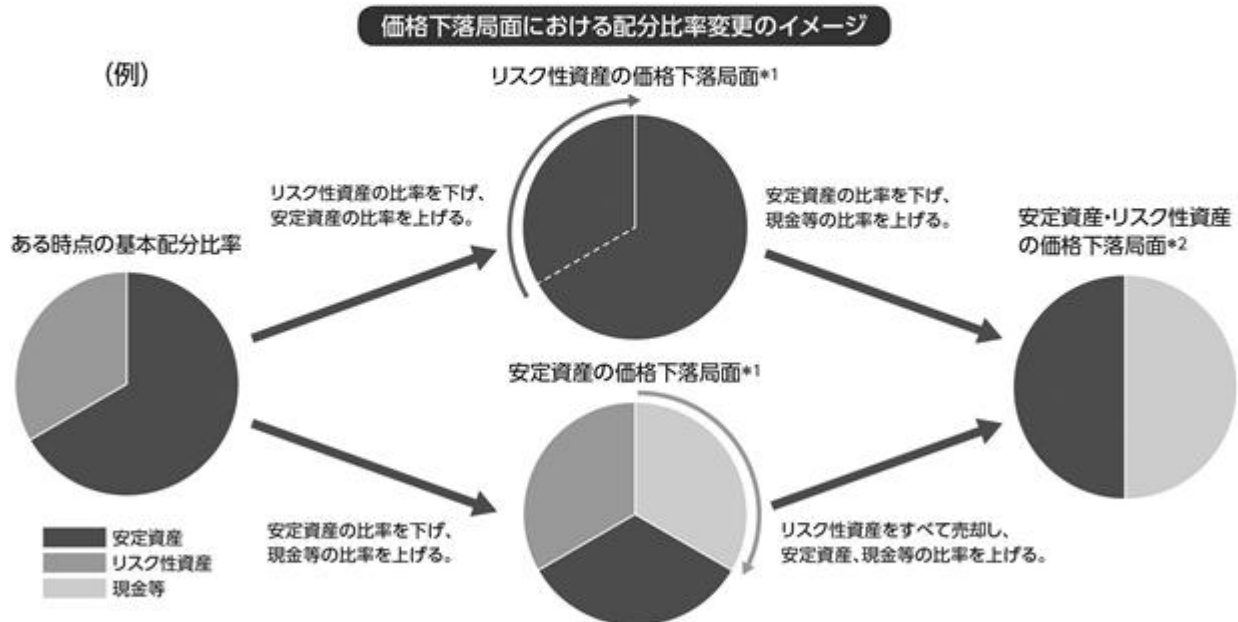 価格下落局面における配分比率変更のイメージ
(例)
リスク性資産の価格下落局面*1
リスク性資産の比率を下げ、
安定資産の比率を上げる。
安定資産の比率を下げ、
現金等の比率を上げる。
ある時点の基本配分比率
安定資産・リスク性資産
の価格下落局面*2
安定資産の価格下落局面*1
安定資産の比率を下げ、
現金等の比率を上げる。
リスク性資産をすべて売却し、
安定資産、現金等の比率を上げる。
安定資産
リスク性資産
現金等